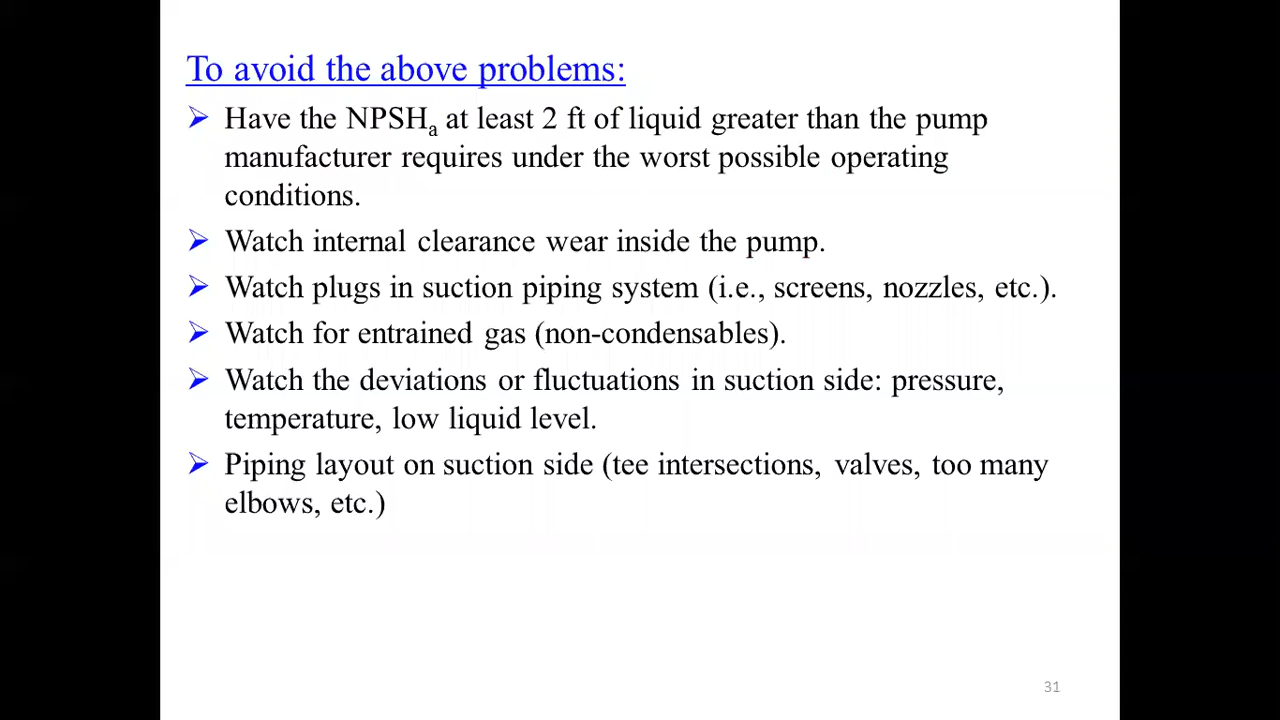 To avoid the above problems:
➢ Have the NPSHa at least 2 ft of liquid greater than the pump
manufacturer requires under the worst possible operating
conditions.
➢ Watch internal clearance wear inside the pump.
➢ Watch plugs in suction piping system (i.e., screens, nozzles, etc.).
➢ Watch for entrained gas (non-condensables).
➢ Watch the deviations or fluctuations in suction side: pressure,
temperature, low liquid level.
➢ Piping layout on suction side (tee intersections, valves, too many
elbows, etc.)
31